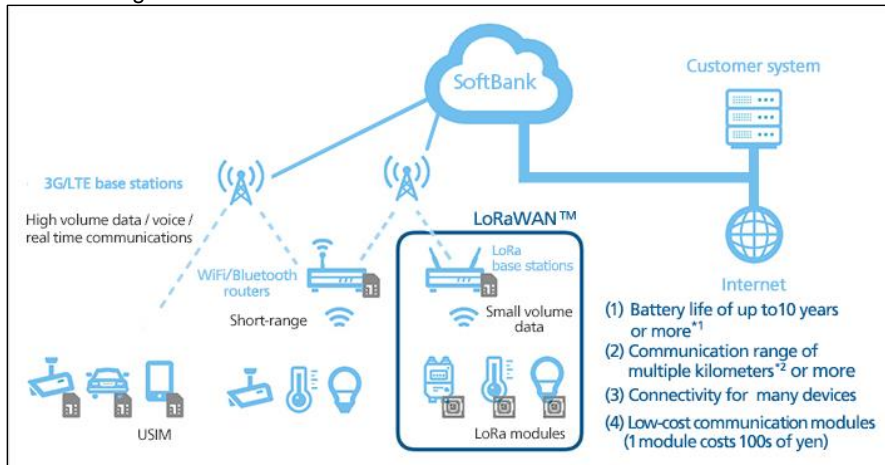 SoftBank
Customer system
3G/LTE base stations
High volume data / voice /
real time communications
WiFi/Bluetooth
routers
Short-range
USIM
LoRaWAN™
LoRa
base stations
Small volume
data
LoRa modules
Internet
(1) Battery life of up to10 years
or more*1
(2) Communication range of
multiple kilometers*2 or more
(3) Connectivity for many devices
(4) Low-cost communication modules
(1 module costs 100s of yen)